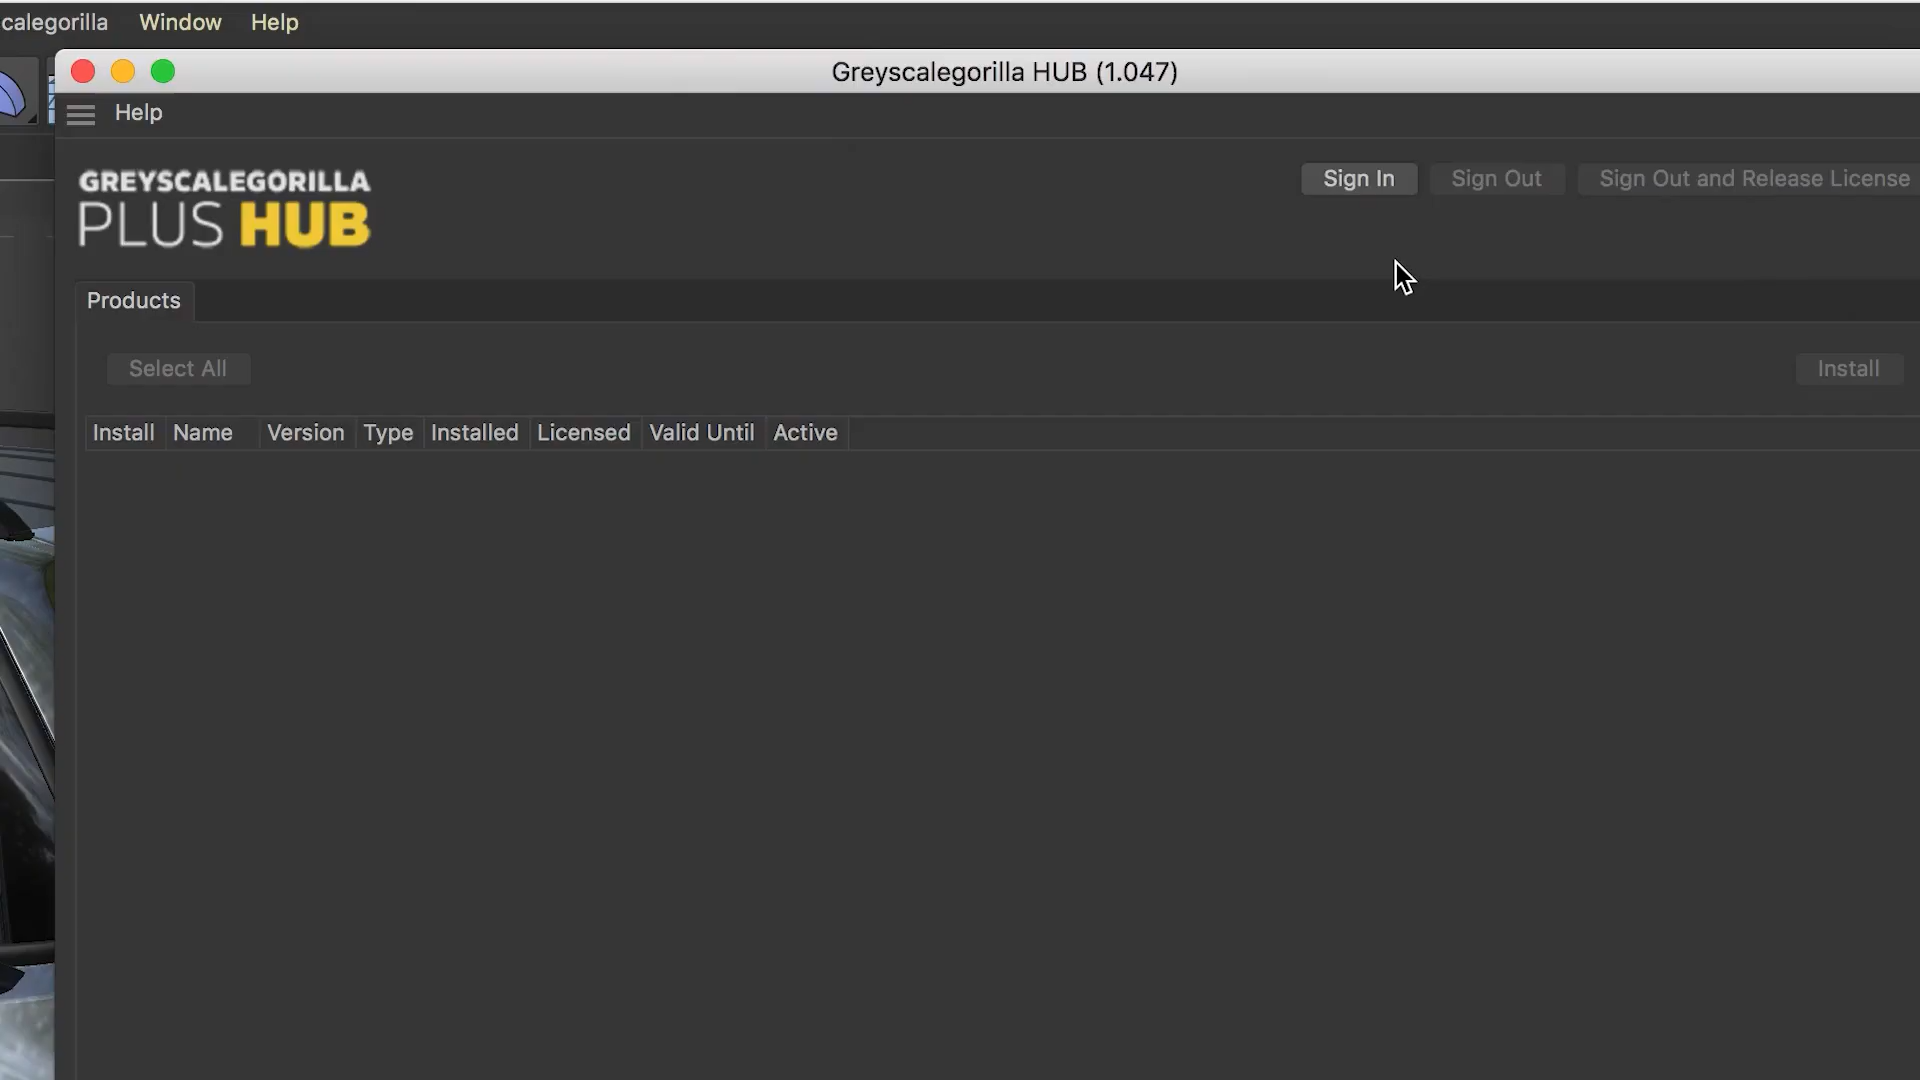 calegorilla Window Help
Greyscalegorilla HUB (1.047)
Help
GREYSCALEGORILLA
PLUS HUB
Sign In Sign Out Sign Out and Release License
Products
Select All Install
Install Name Version Type Installed Licensed Valid Until Active